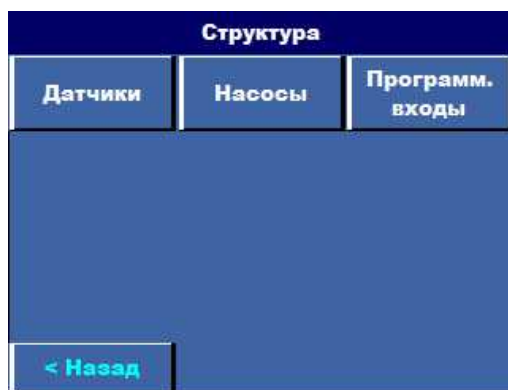 Структура
Датчики
Насосы
Программ.
входы
< Назад